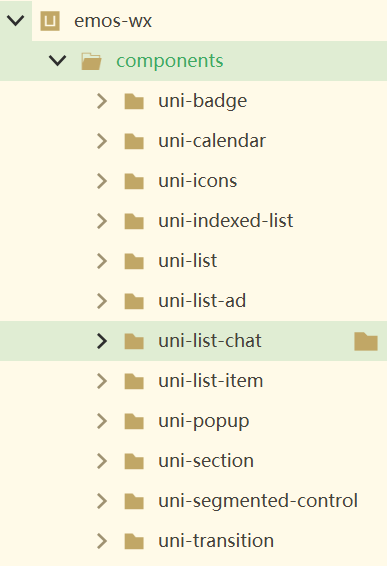 emos-wx
components
uni-badge
uni-calendar
uni-icons
uni-indexed-list
uni-list
uni-list-ad
uni-list-chat
uni-list-item
uni-popup
uni-section
uni-segmented-control
uni-transition